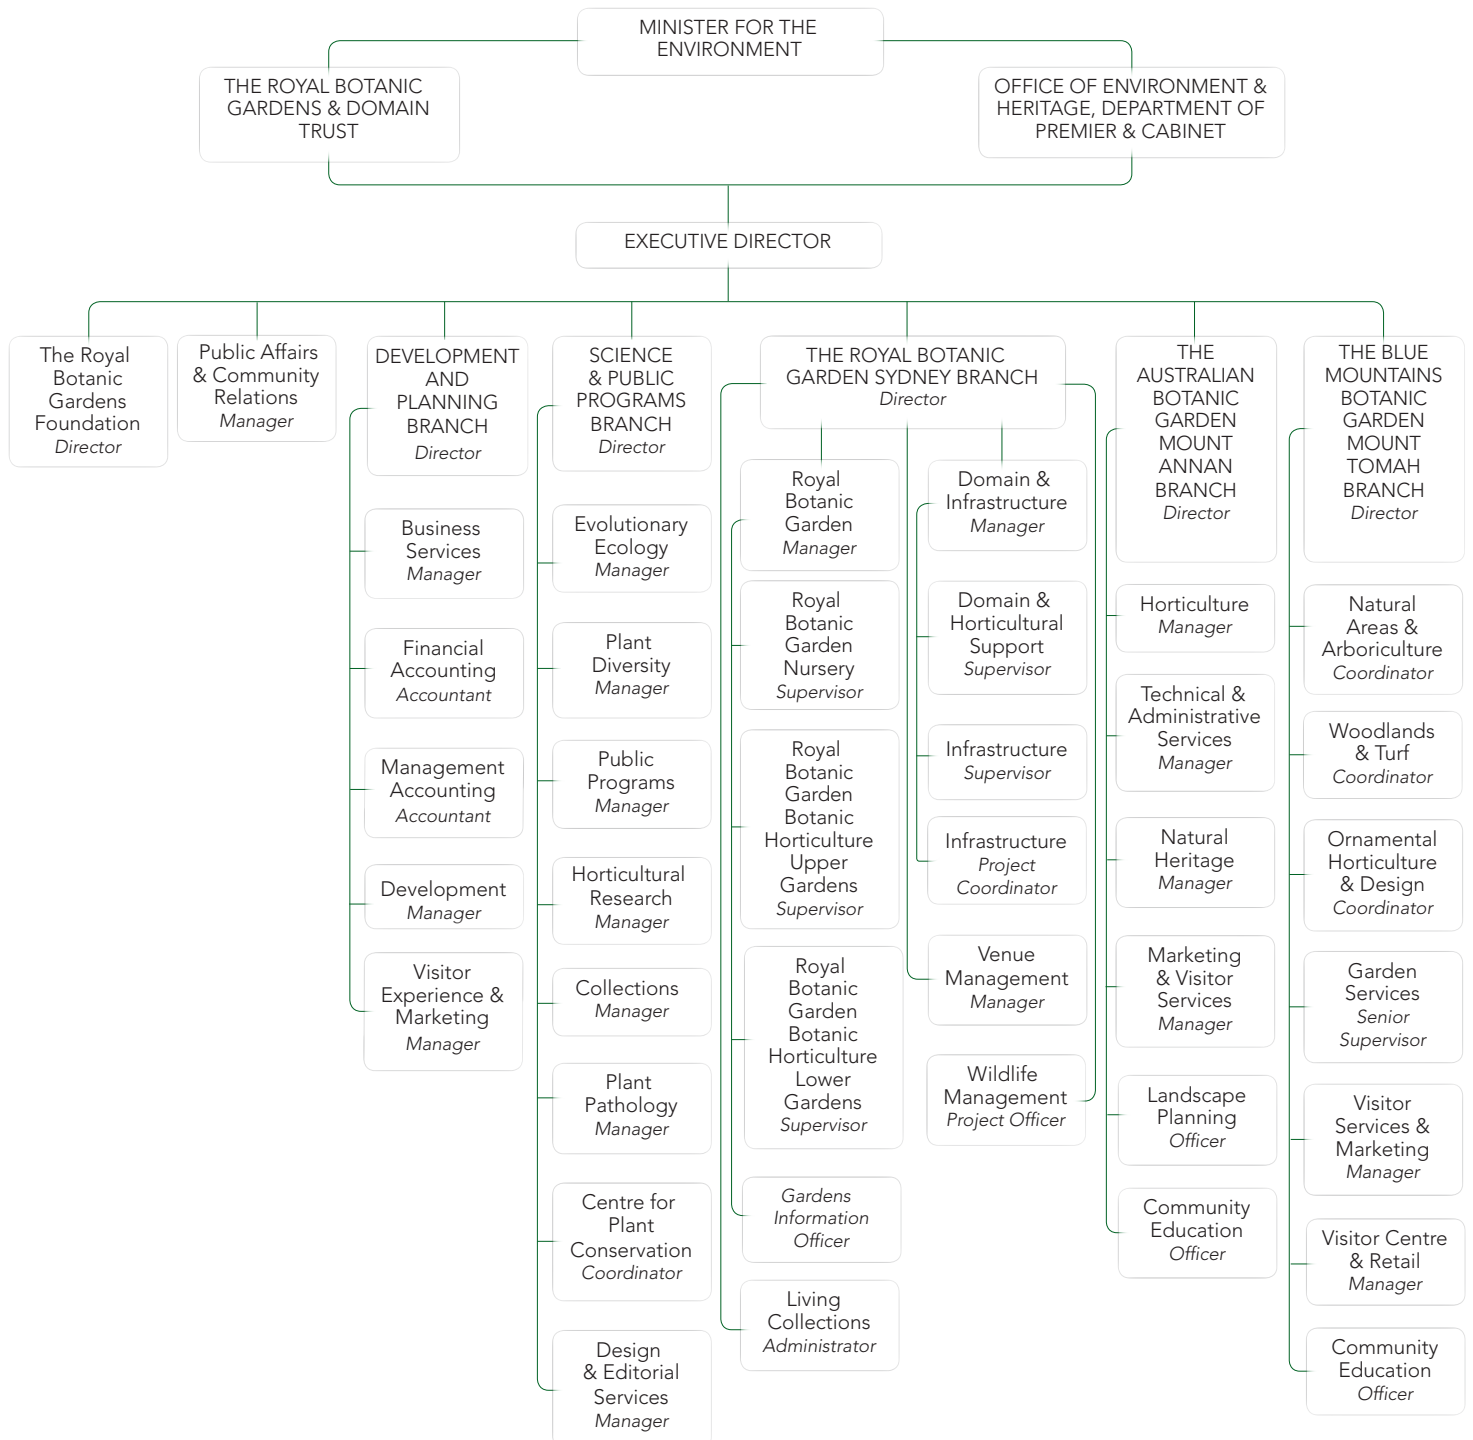 MINISTER FOR THE
ENVIRONMENT
THE ROYAL BOTANIC
GARDENS & DOMAIN
TRUST
OFFICE OF ENVIRONMENT &
HERITAGE, DEPARTMENT OF
PREMIER & CABINET
EXECUTIVE DIRECTOR
The Royal
Botanic
Gardens
Foundation
Director
Public Affairs
& Community
Relations
Manager
DEVELOPMENT
AND
PLANNING
BRANCH
Director
Business
Services
Manager
Financial
Accounting
Accountant
Management
Accounting
Accountant
Development
Manager
Visitor
Experience &
Marketing
Manager
SCIENCE
& PUBLIC
PROGRAMS
BRANCH
Director
Evolutionary
Ecology
Manager
Plant
Diversity
Manager
Public
Programs
Manager
Horticultural
Research
Manager
Collections
Manager
Plant
Pathology
Manager
Centre for
Plant
Conservation
Coordinator
Design
& Editorial
Services
Manager
THE ROYAL BOTANIC
GARDEN SYDNEY BRANCH
Director
Royal
Botanic
Garden
Manager
Royal
Botanic
Garden
Nursery
Supervisor
Royal
Botanic
Garden
Botanic
Horticulture
Upper
Gardens
Supervisor
Royal
Botanic
Garden
Botanic
Horticulture
Lower
Gardens
Supervisor
Gardens
Information
Officer
Living
Collections
Administrator
Domain &
Infrastructure
Manager
Domain &
Horticultural
Support
Supervisor
Infrastructure
Supervisor
Infrastructure
Project
Coordinator
Venue
Management
Manager
Wildlife
Management
Project Officer
THE
AUSTRALIAN
BOTANIC
GARDEN
MOUNT
ANNAN
BRANCH
Director
Horticulture
Manager
Technical &
Administrative
Services
Manager
Natural
Heritage
Manager
Marketing
& Visitor
Services
Manager
Landscape
Planning
Officer
Community
Education
Officer
THE BLUE
MOUNTAINS
BOTANIC
GARDEN
MOUNT
TOMAH
BRANCH
Director
Natural
Areas &
Arboriculture
Coordinator
Woodlands
& Turf
Coordinator
Ornamental
Horticulture
& Design
Coordinator
Garden
Services
Senior
Supervisor
Visitor
Services &
Marketing
Manager
Visitor Centre
& Retail
Manager
Community
Education
Officer